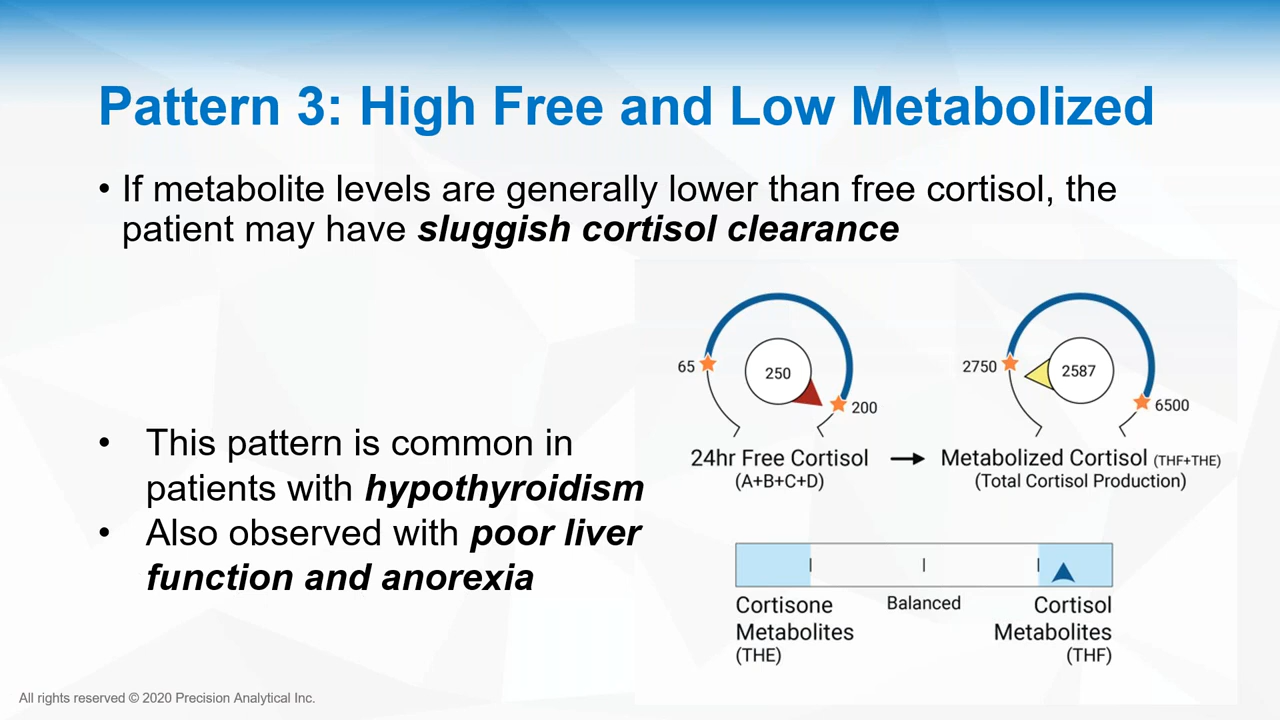 Pattern 3: High Free and Low Metabolized
• If metabolite levels are generally lower than free cortisol, the
patient may have sluggish cortisol clearance
• This pattern is common in
patients with hypothyroidism
• Also observed with poor liver
function and anorexia
65
250
200
24hr Free Cortisol
(A+B+C+D)
2750
2587
6500
Metabolized Cortisol (THF+THE)
(Total Cortisol Production)
Cortisone
Metabolites
(THE)
Balanced
Cortisol
Metabolites
(THF)
All rights reserved © 2020 Precision Analytical Inc.